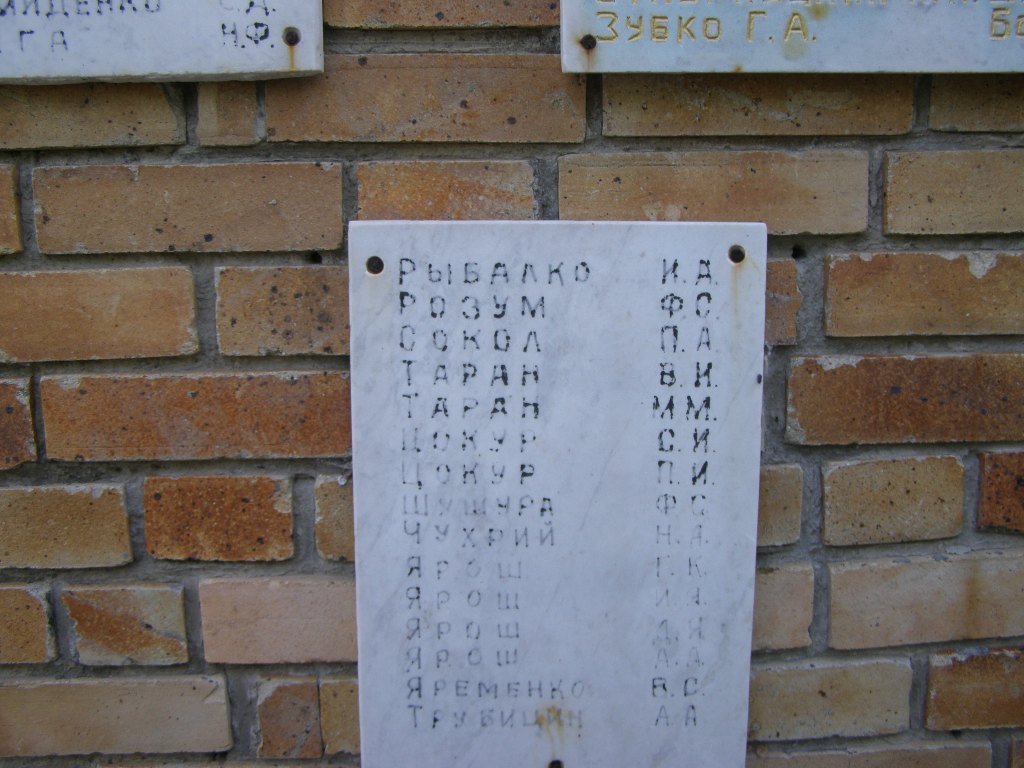 С.Д.
Н.Ф.
ЗУБКО Г.А.
РЫБАЛКО И.А.
РОЗУМ Ф.С.
СОКОЛ П.А.
ТАРАН В.И.
ТАРАН М.М.
ЦОКУР С.И.
ЦОКУР П.И.
ШУШУРА Ф.С.
ЧУХРИЙ Н.А.
ЯРОШ Г.К.
ЯРОШ И.Я.
ЯРОШ Д.Я.
ЯРОШ А.А.
ЯРЕМЕНКО В.С.
ТРУБИЦИН А.А